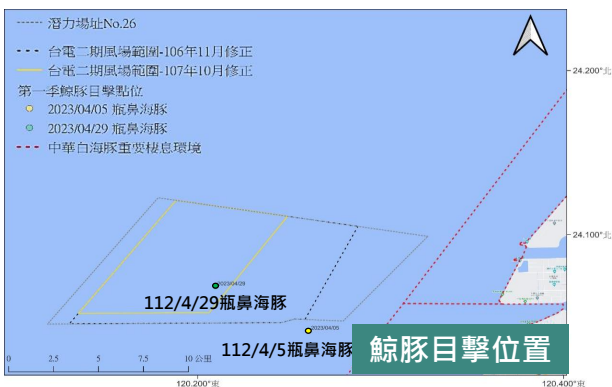 潛力場址No.26
台電二期風場範圍-106年11月修正
台電二期風場範圍-107年10月修正
第一季鯨豚目擊點位
2023/04/05 瓶鼻海豚
2023/04/29 瓶鼻海豚
中華白海豚重要棲息環境
24.200°北
24.100°北
2023/04/29
112/4/29瓶鼻海豚
2023/04/05
112/4/5瓶鼻海豚
鯨豚目擊位置
0 2.5 5 7.5 10 公里
120.200°東
120.400°東